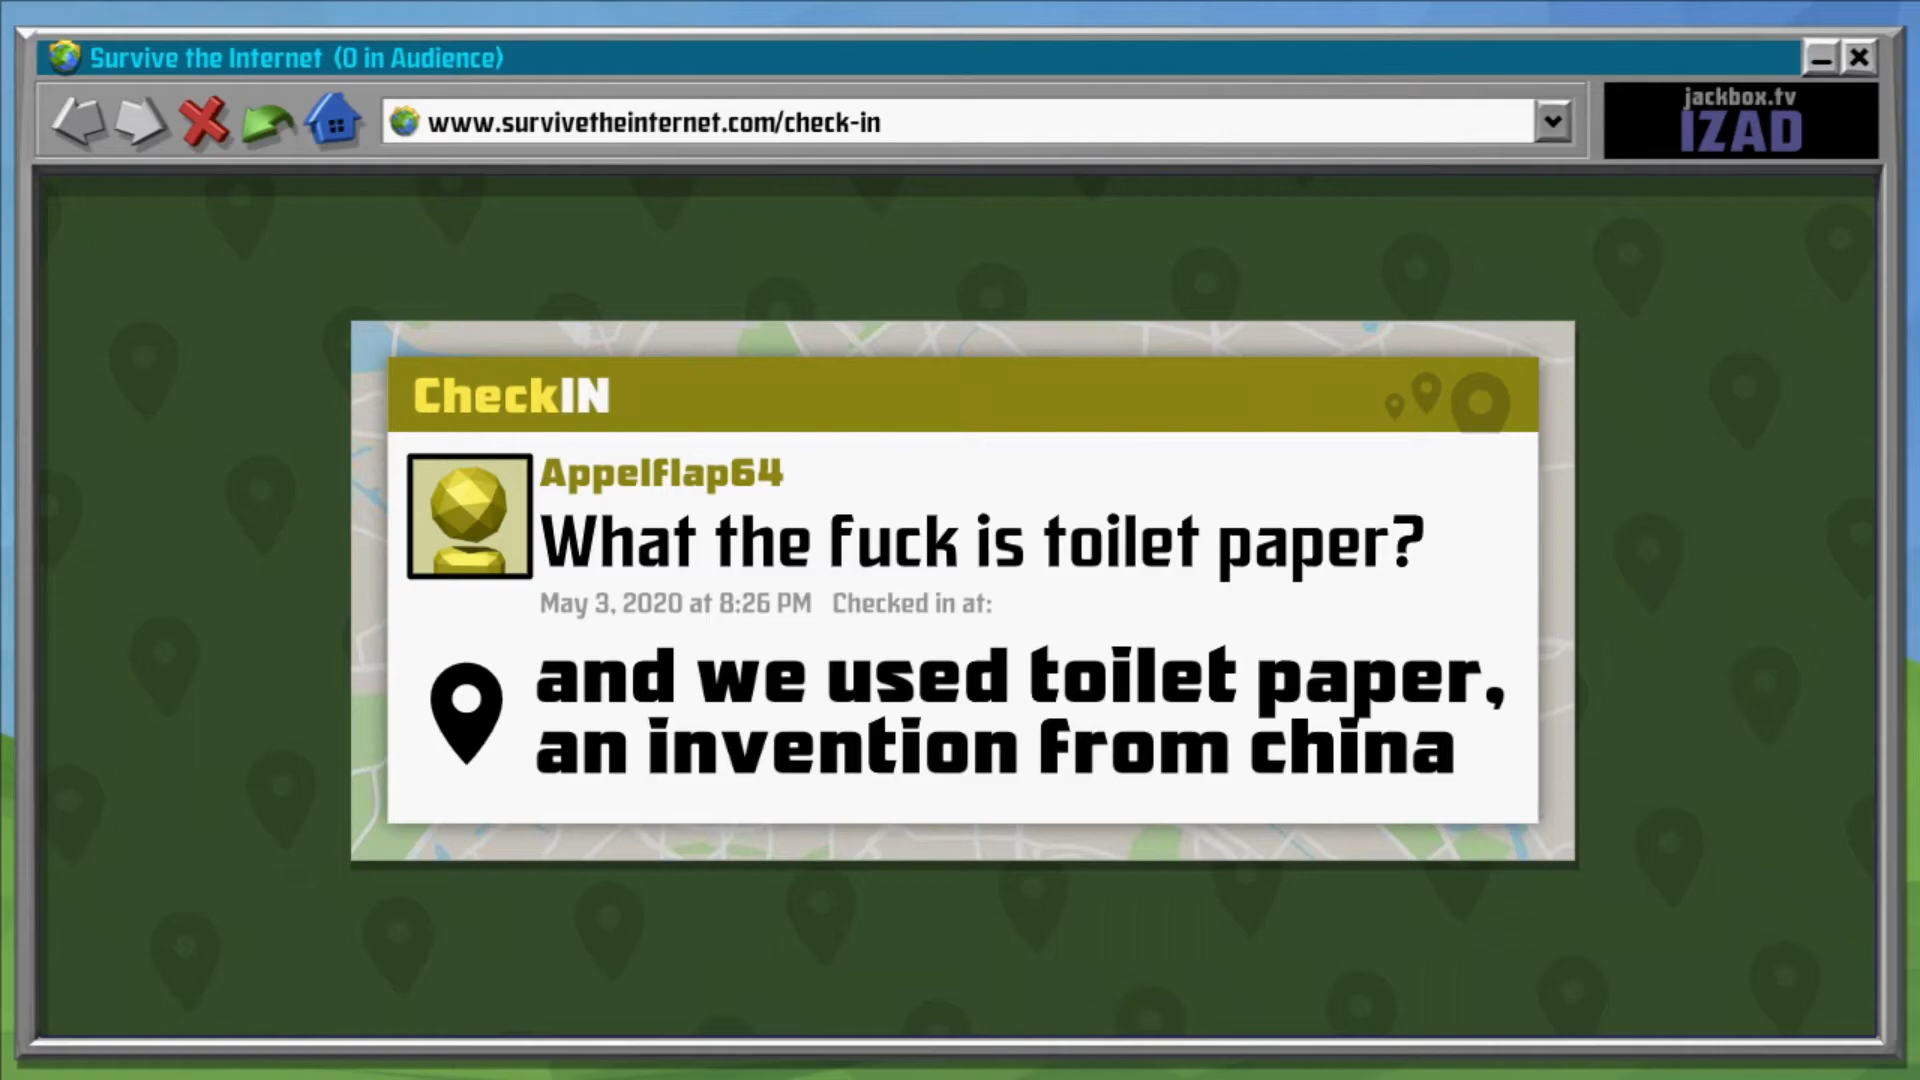 Survive the Internet (0 in Audience)
www.survivetheinternet.com/check-in
jackbox.tv
IZAD
CheckIN
Appelflap64
What the fuck is toilet paper?
May 3, 2020 at 8:26 PM Checked in at:
and we used toilet paper,
an invention from china